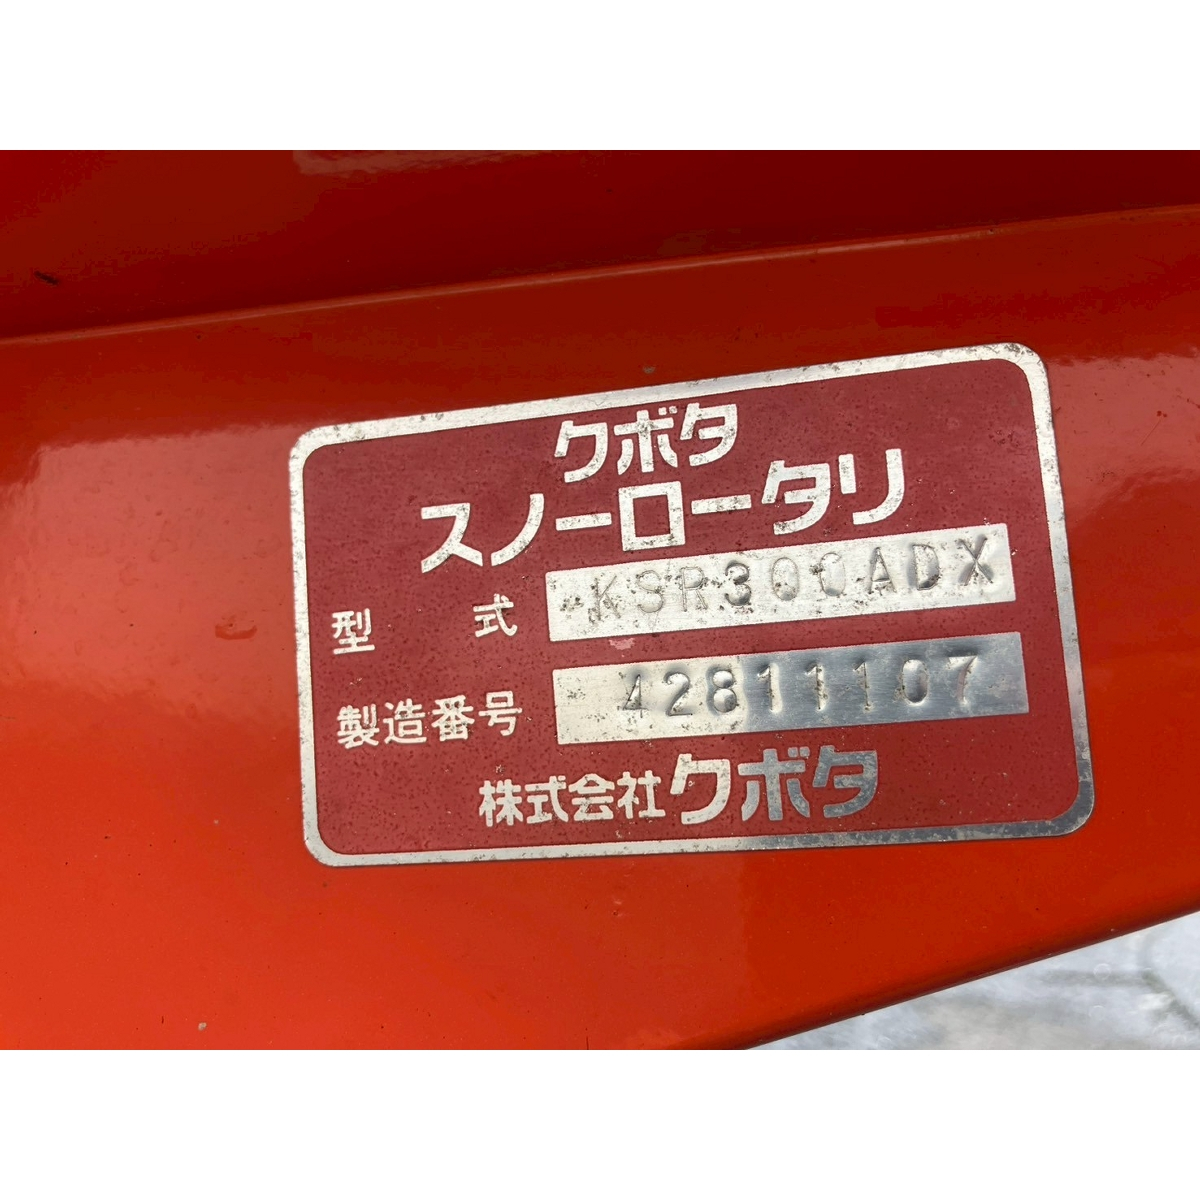 クボタ
スノーロータリ
型 式 KSR300ADX
製造番号 42811107
株式会社クボタ